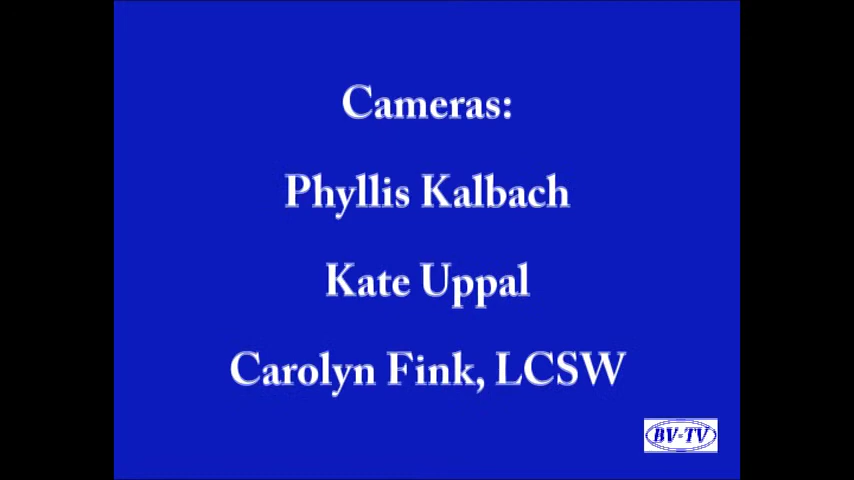 Cameras:
Phyllis Kalbach
Kate Uppal
Carolyn Fink, LCSW
BV-TV